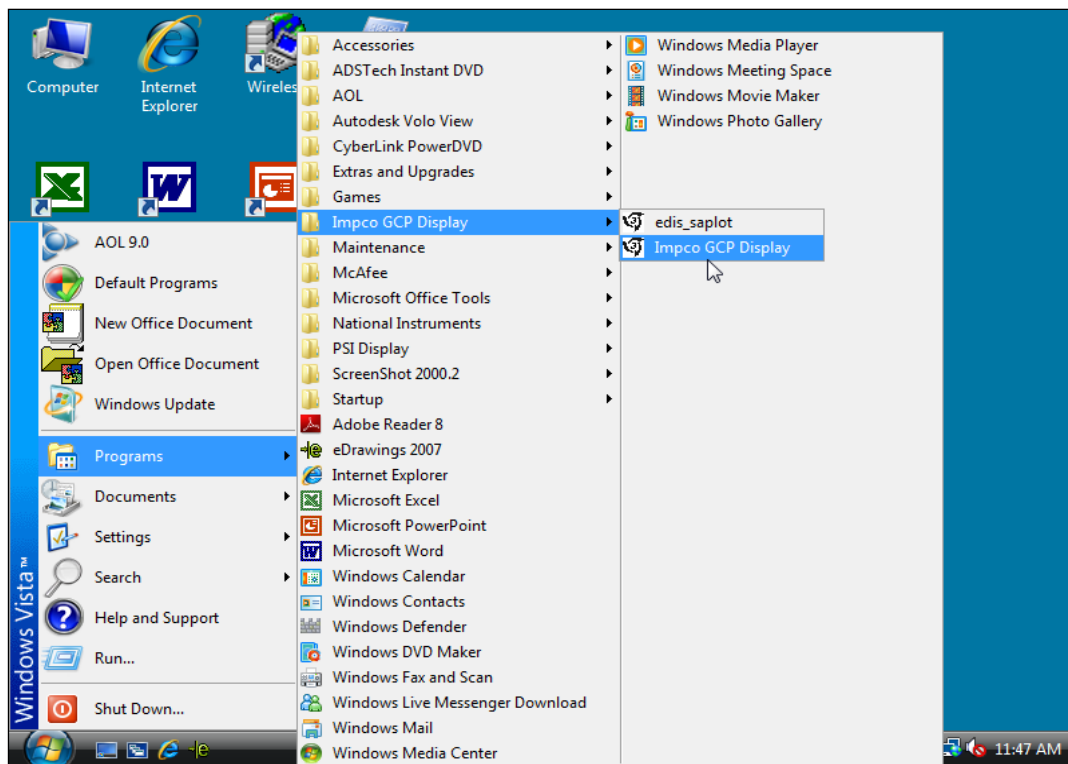 Computer
Internet
Explorer
Wireles
AOL 9.0
Default Programs
New Office Document
Open Office Document
Windows Update
Programs
Documents
Settings
Search
Help and Support
Run...
Shut Down...
Windows Vista™
Accessories
ADSTech Instant DVD
AOL
Autodesk Volo View
CyberLink PowerDVD
Extras and Upgrades
Games
Impco GCP Display
Maintenance
McAfee
Microsoft Office Tools
National Instruments
PSI Display
ScreenShot 2000.2
Startup
Adobe Reader 8
eDrawings 2007
Internet Explorer
Microsoft Excel
Microsoft PowerPoint
Microsoft Word
Windows Calendar
Windows Contacts
Windows Defender
Windows DVD Maker
Windows Fax and Scan
Windows Live Messenger Download
Windows Mail
Windows Media Center
Windows Media Player
Windows Meeting Space
Windows Movie Maker
Windows Photo Gallery
edis_saplot
Impco GCP Display
11:47 AM